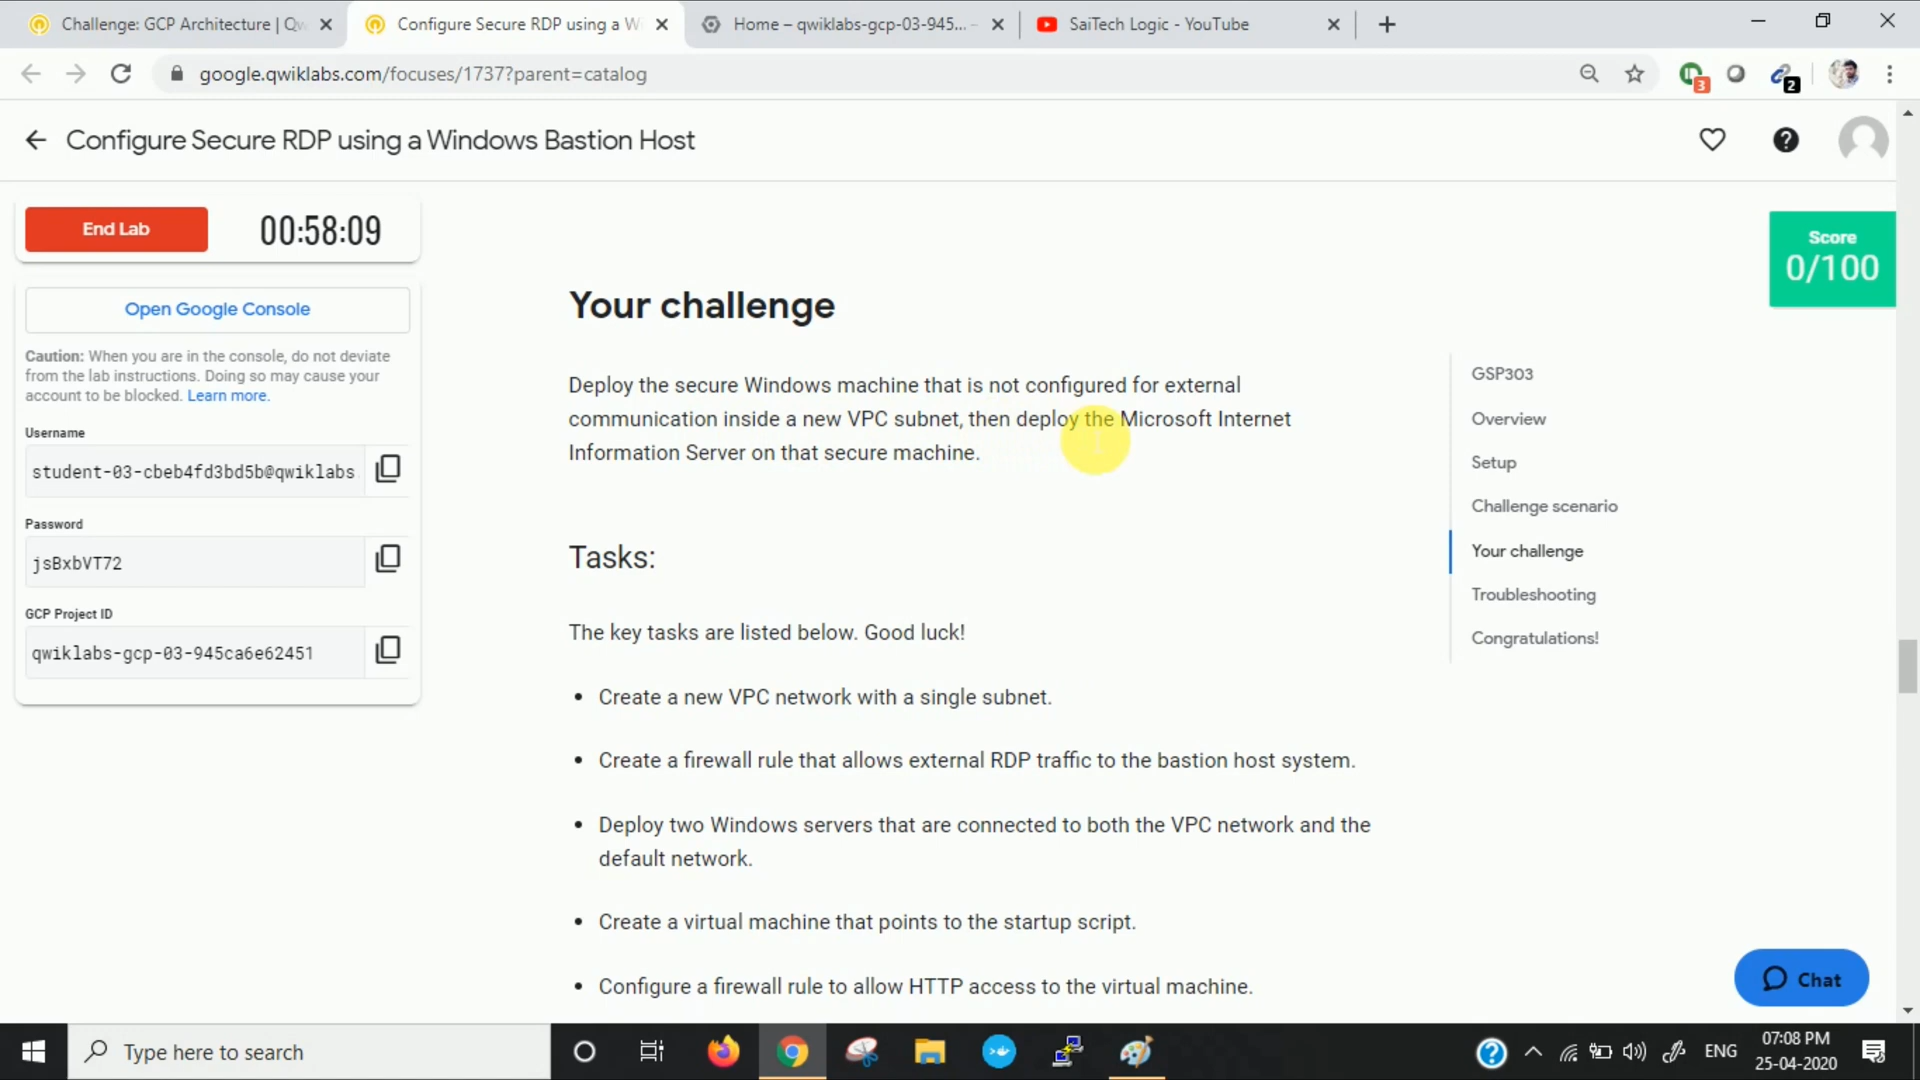 Challenge: GCP Architecture | Qw
Configure Secure RDP using a Wi
Home – qwiklabs-gcp-03-945... –
SaiTech Logic - YouTube
google.qwiklabs.com/focuses/1737?parent=catalog
3
2
Configure Secure RDP using a Windows Bastion Host
End Lab
00:58:09
Score
0/100
Open Google Console
Caution: When you are in the console, do not deviate
from the lab instructions. Doing so may cause your
account to be blocked. Learn more.
Username
student-03-cbeb4fd3bd5b@qwiklabs
Password
jsBxbVT72
GCP Project ID
qwiklabs-gcp-03-945ca6e62451
Your challenge
Deploy the secure Windows machine that is not configured for external
communication inside a new VPC subnet, then deploy the Microsoft Internet
Information Server on that secure machine.
Tasks:
The key tasks are listed below. Good luck!
• Create a new VPC network with a single subnet.
• Create a firewall rule that allows external RDP traffic to the bastion host system.
• Deploy two Windows servers that are connected to both the VPC network and the
default network.
• Create a virtual machine that points to the startup script.
• Configure a firewall rule to allow HTTP access to the virtual machine.
GSP303
Overview
Setup
Challenge scenario
Your challenge
Troubleshooting
Congratulations!
Chat
Type here to search
ENG
07:08 PM
25-04-2020